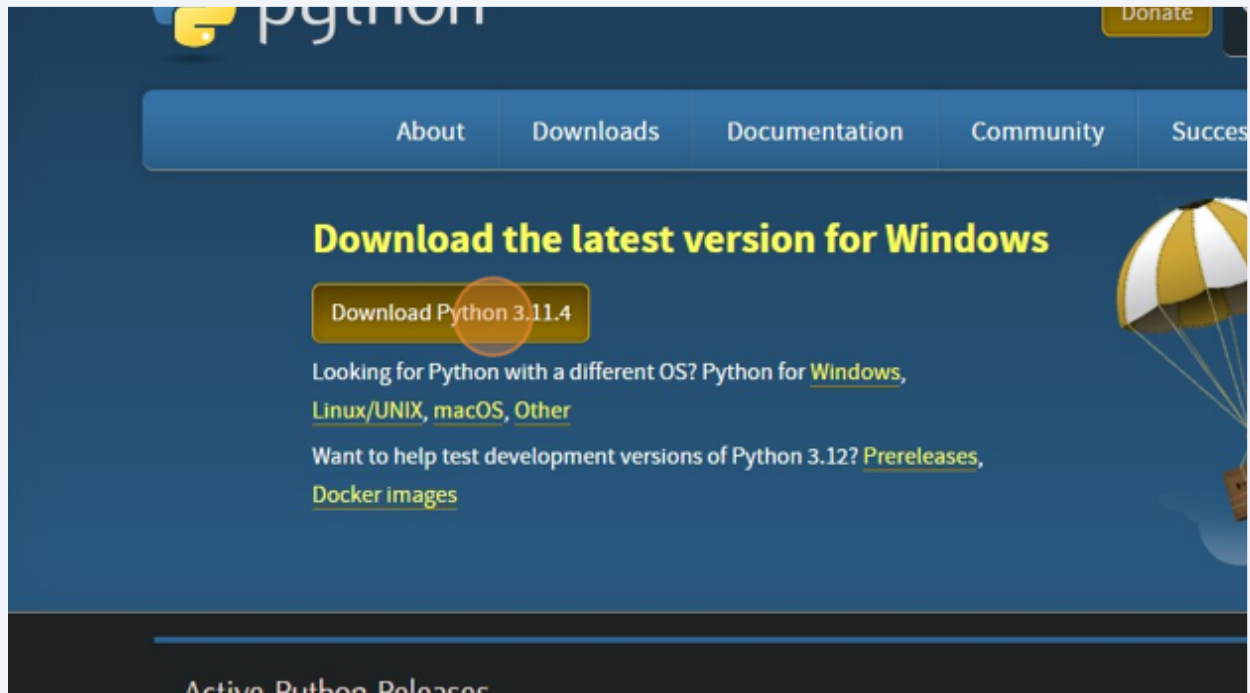 python
Donate
About Downloads Documentation Community Succes
Download the latest version for Windows
Download Python 3.11.4
Looking for Python with a different OS? Python for Windows,
Linux/UNIX, macOS, Other
Want to help test development versions of Python 3.12? Prereleases,
Docker images
Active Python Releases